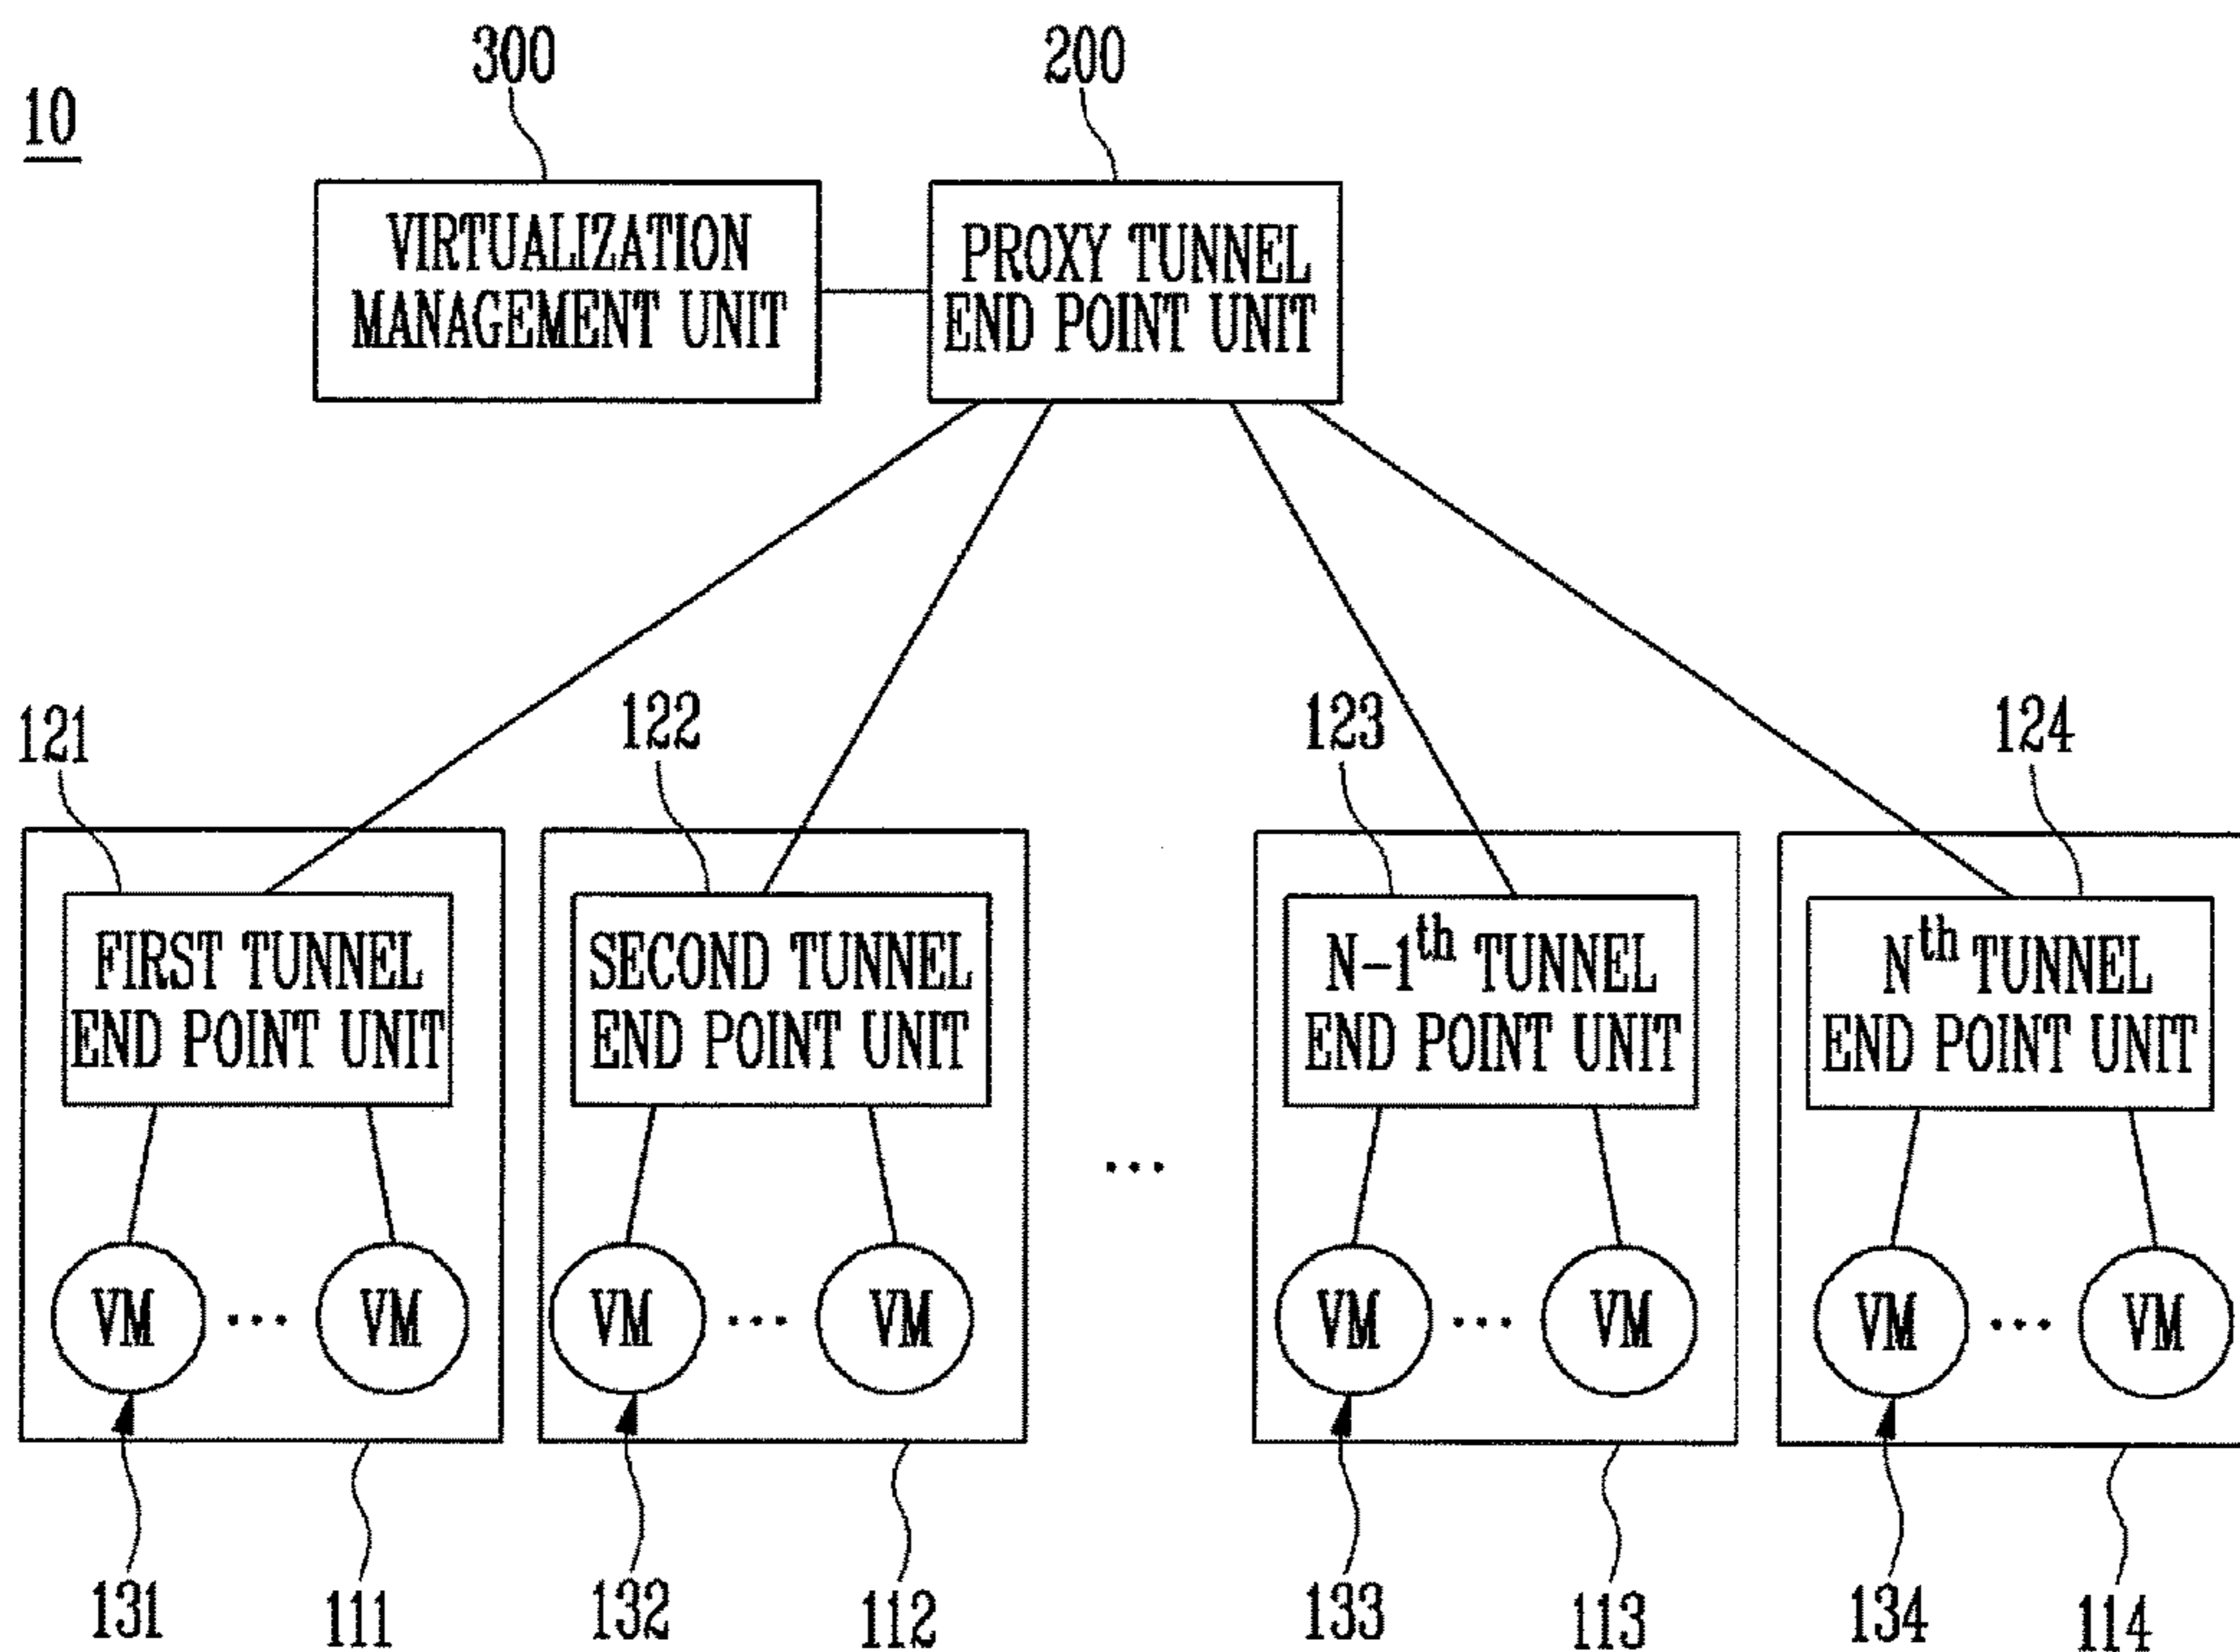 300
200
10
VIRTUALIZATION
MANAGEMENT UNIT
PROXY TUNNEL
END POINT UNIT
121
122
123
124
FIRST TUNNEL
END POINT UNIT
SECOND TUNNEL
END POINT UNIT
N-1th TUNNEL
END POINT UNIT
Nth TUNNEL
END POINT UNIT
...
VM ... VM
VM ... VM
VM ... VM
VM ... VM
131
111
132
112
133
113
134
114